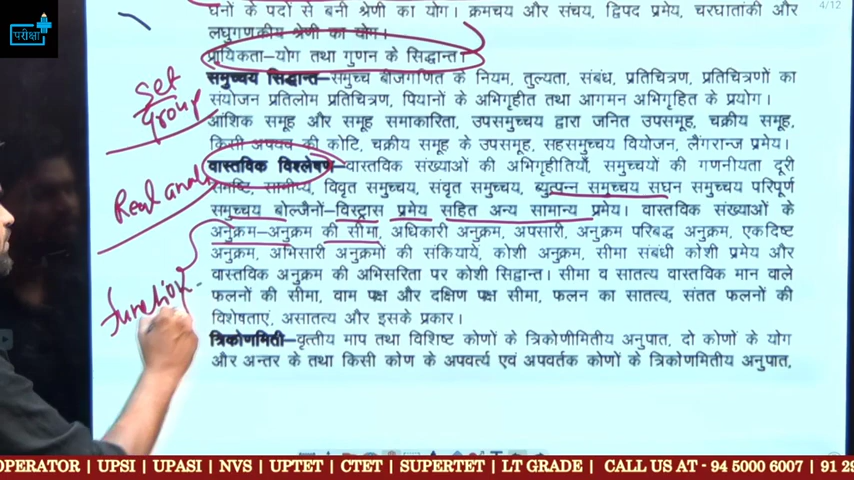 परीक्षा
4/12
घनों के पदों से बनी श्रेणी का योग। क्रमचय और संचय, द्विपद प्रमेय, चरघातांकी और
लघुगणकीय श्रेणी का योग।
प्रायिकता–योग तथा गुणन के सिद्धान्त।
समुच्चय सिद्धान्त–समुच्च बीजगणित के नियम, तुल्यता, संबंध, प्रतिचित्रण, प्रतिचित्रणों का
संयोजन प्रतिलोम प्रतिचित्रण, पियानों के अभिगृहीत तथा आगमन अभिगृहित के प्रयोग।
आंशिक समूह और समूह समाकारिता, उपसमुच्चय द्वारा जनित उपसमूह, चक्रीय समूह,
किसी अवयव की कोटि, चक्रीय समूह के उपसमूह, सहसमुच्चय वियोजन, लैंगरान्ज प्रमेय।
वास्तविक विश्लेषण–वास्तविक संख्याओं की अभिगृहीतियाँ, समुच्चयों की गणनीयता दूरी
समष्टि, सामीप्य, विवृत समुच्चय, संवृत समुच्चय, ब्युत्पन्न समुच्चय सघन समुच्चय परिपूर्ण
समुच्चय बोल्जैनों–विस्ट्रास प्रमेय सहित अन्य सामान्य प्रमेय। वास्तविक संख्याओं के
अनुक्रम–अनुक्रम की सीमा, अधिकारी अनुक्रम, अपसारी, अनुक्रम परिबद्ध अनुक्रम, एकदिष्ट
अनुक्रम, अभिसारी अनुक्रमों की संकियायें, कोशी अनुक्रम, सीमा संबंधी कोशी प्रमेय और
वास्तविक अनुक्रम की अभिसरिता पर कोशी सिद्वान्त। सीमा व सातत्य वास्तविक मान वाले
फलनों की सीमा, वाम पक्ष और दक्षिण पक्ष सीमा, फलन का सातत्य, संतत फलनों की
विशेषताएं, असातत्य और इसके प्रकार।
त्रिकोणमिती–वृत्तीय माप तथा विशिष्ट कोणों के त्रिकोणीमितीय अनुपात, दो कोणों के योग
और अन्तर के तथा किसी कोण के अपवर्त्य एवं अपवर्तक कोणों के त्रिकोणमितीय अनुपात,
Set
Group
Real anal
function
OPERATOR | UPSI | UPASI | NVS | UPTET | CTET | SUPERTET | LT GRADE | CALL US AT - 94 5000 6007 | 91 29